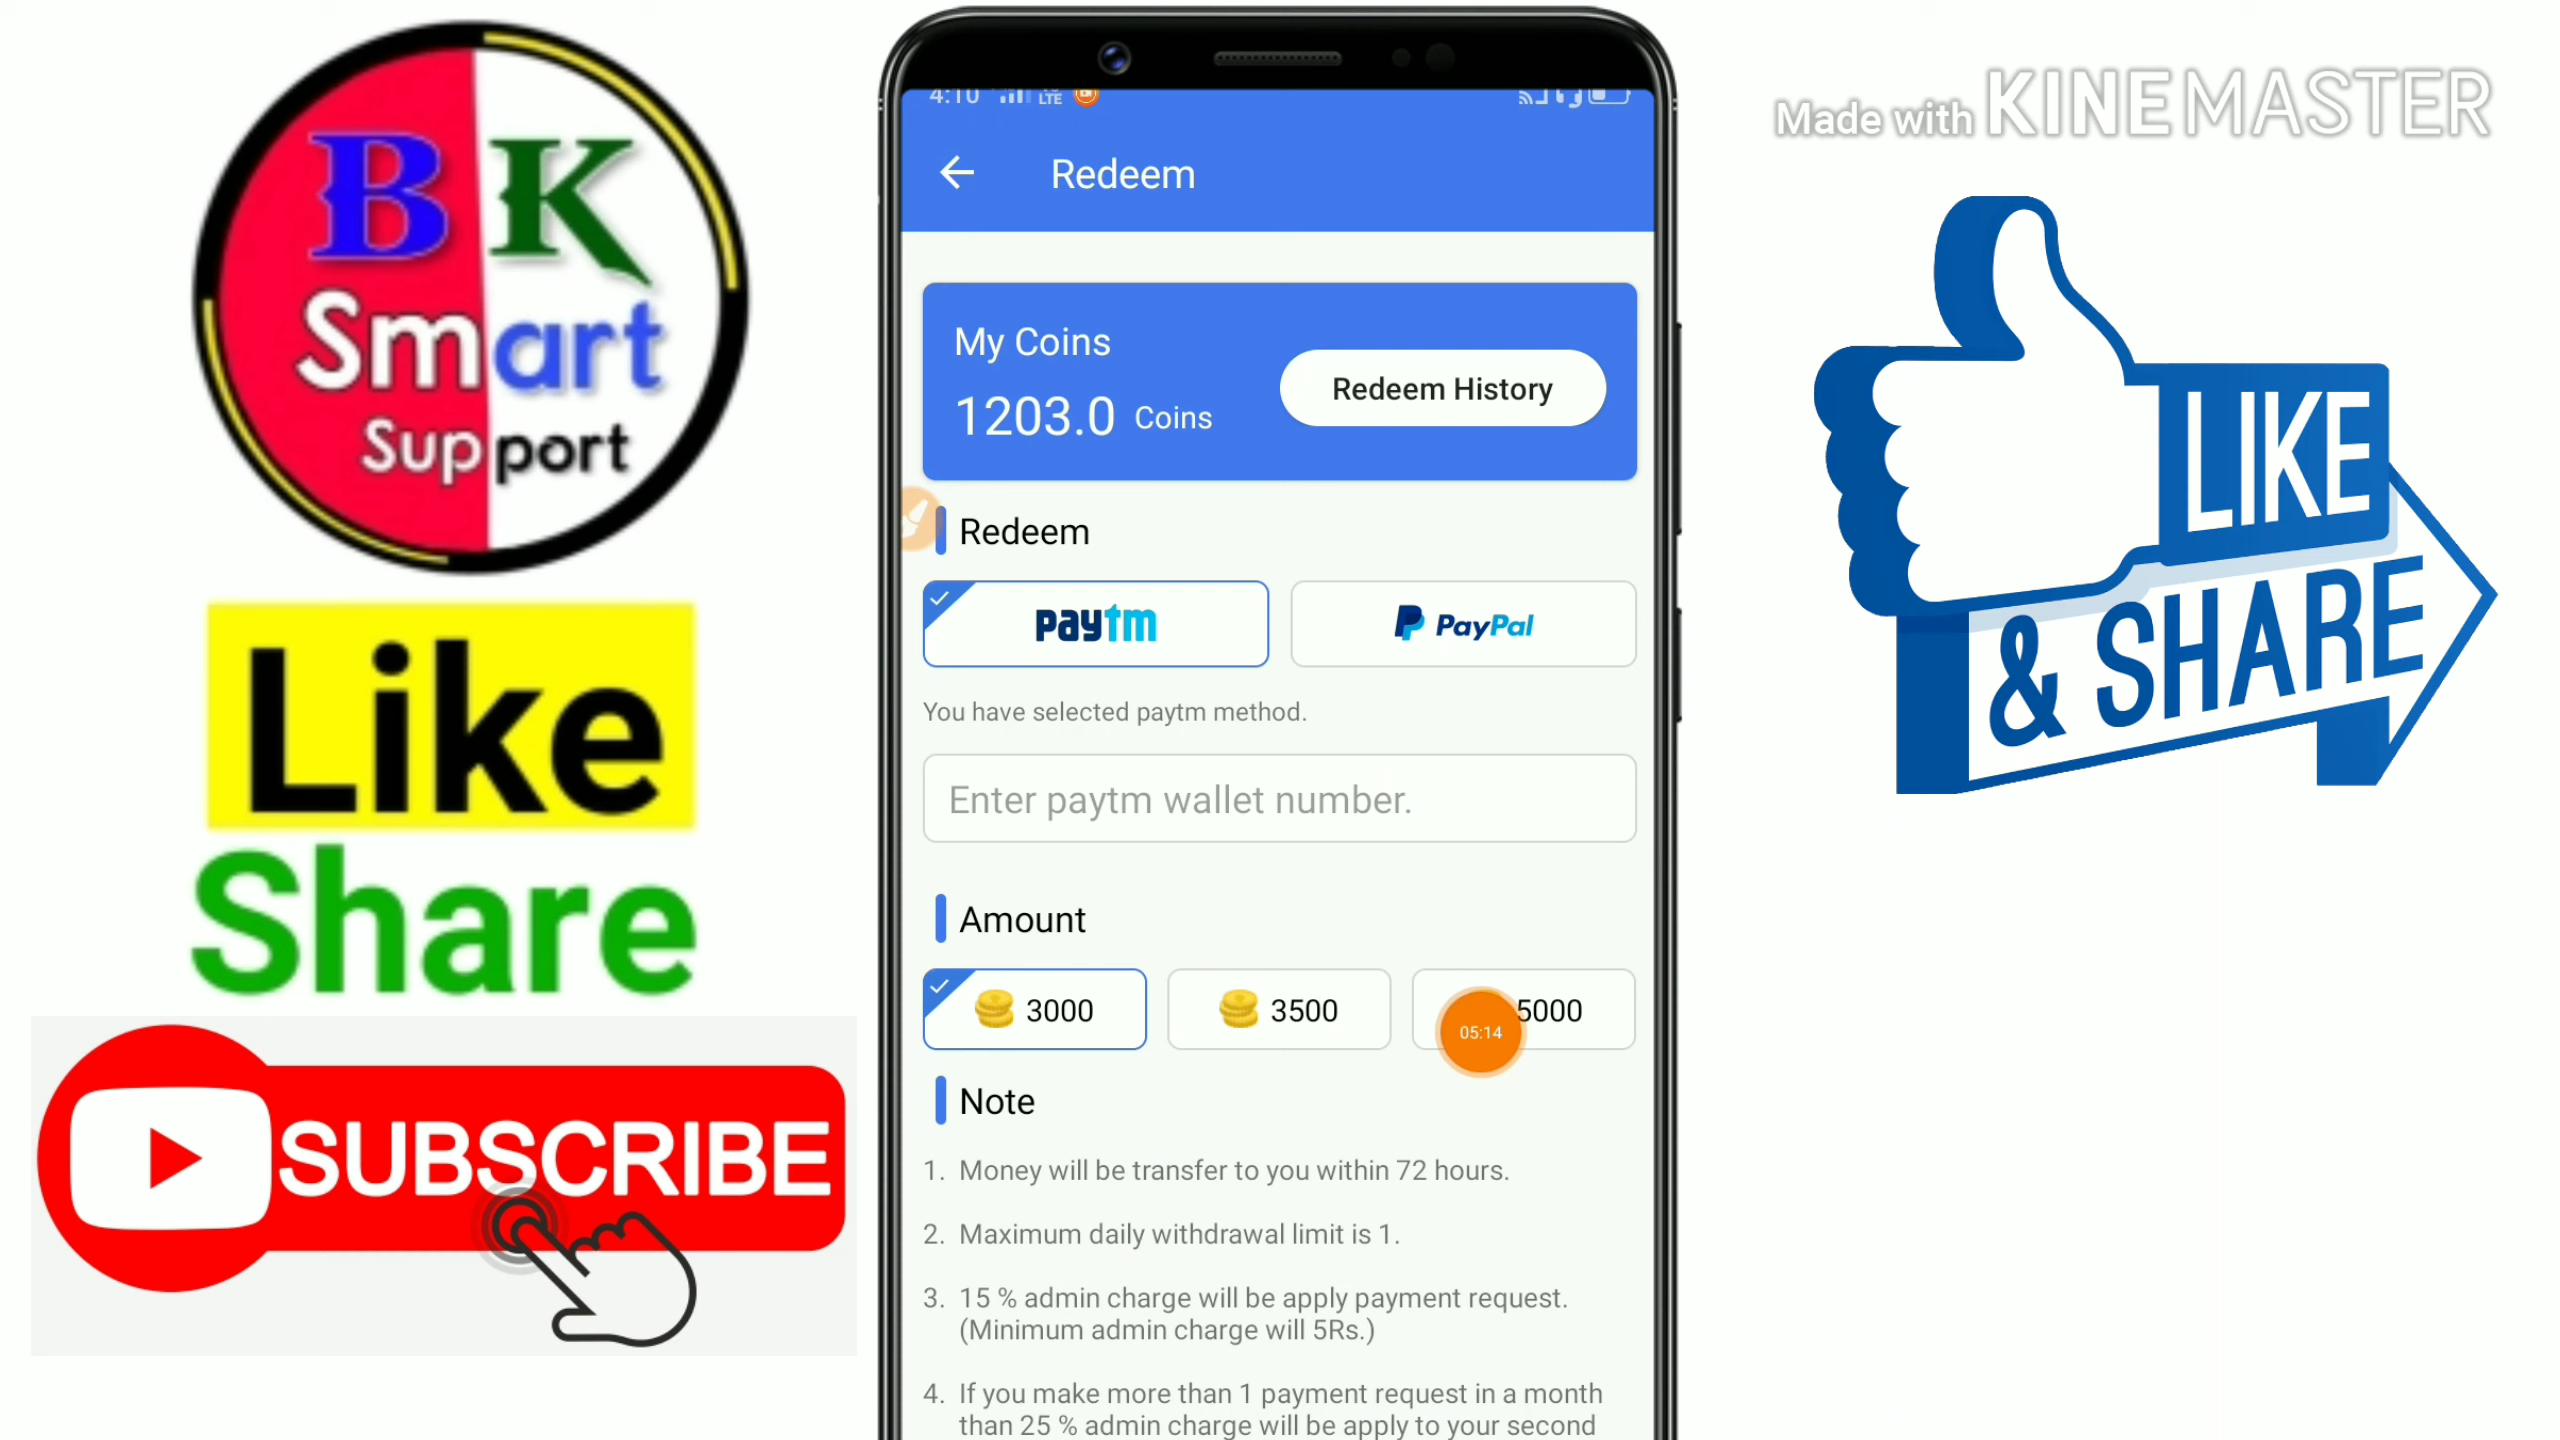 BK
Smart
Support
Like
Share
SUBSCRIBE
4:10 LTE
Redeem
My Coins
1203.0 Coins
Redeem History
Redeem
paytm
PayPal
You have selected paytm method.
Enter paytm wallet number.
Amount
3000
3500
5000
05:14
Note
1. Money will be transfer to you within 72 hours.
2. Maximum daily withdrawal limit is 1.
3. 15 % admin charge will be apply payment request.
(Minimum admin charge will 5Rs.)
4. If you make more than 1 payment request in a month
than 25 % admin charge will be apply to your second
Made with KINEMASTER
LIKE
& SHARE